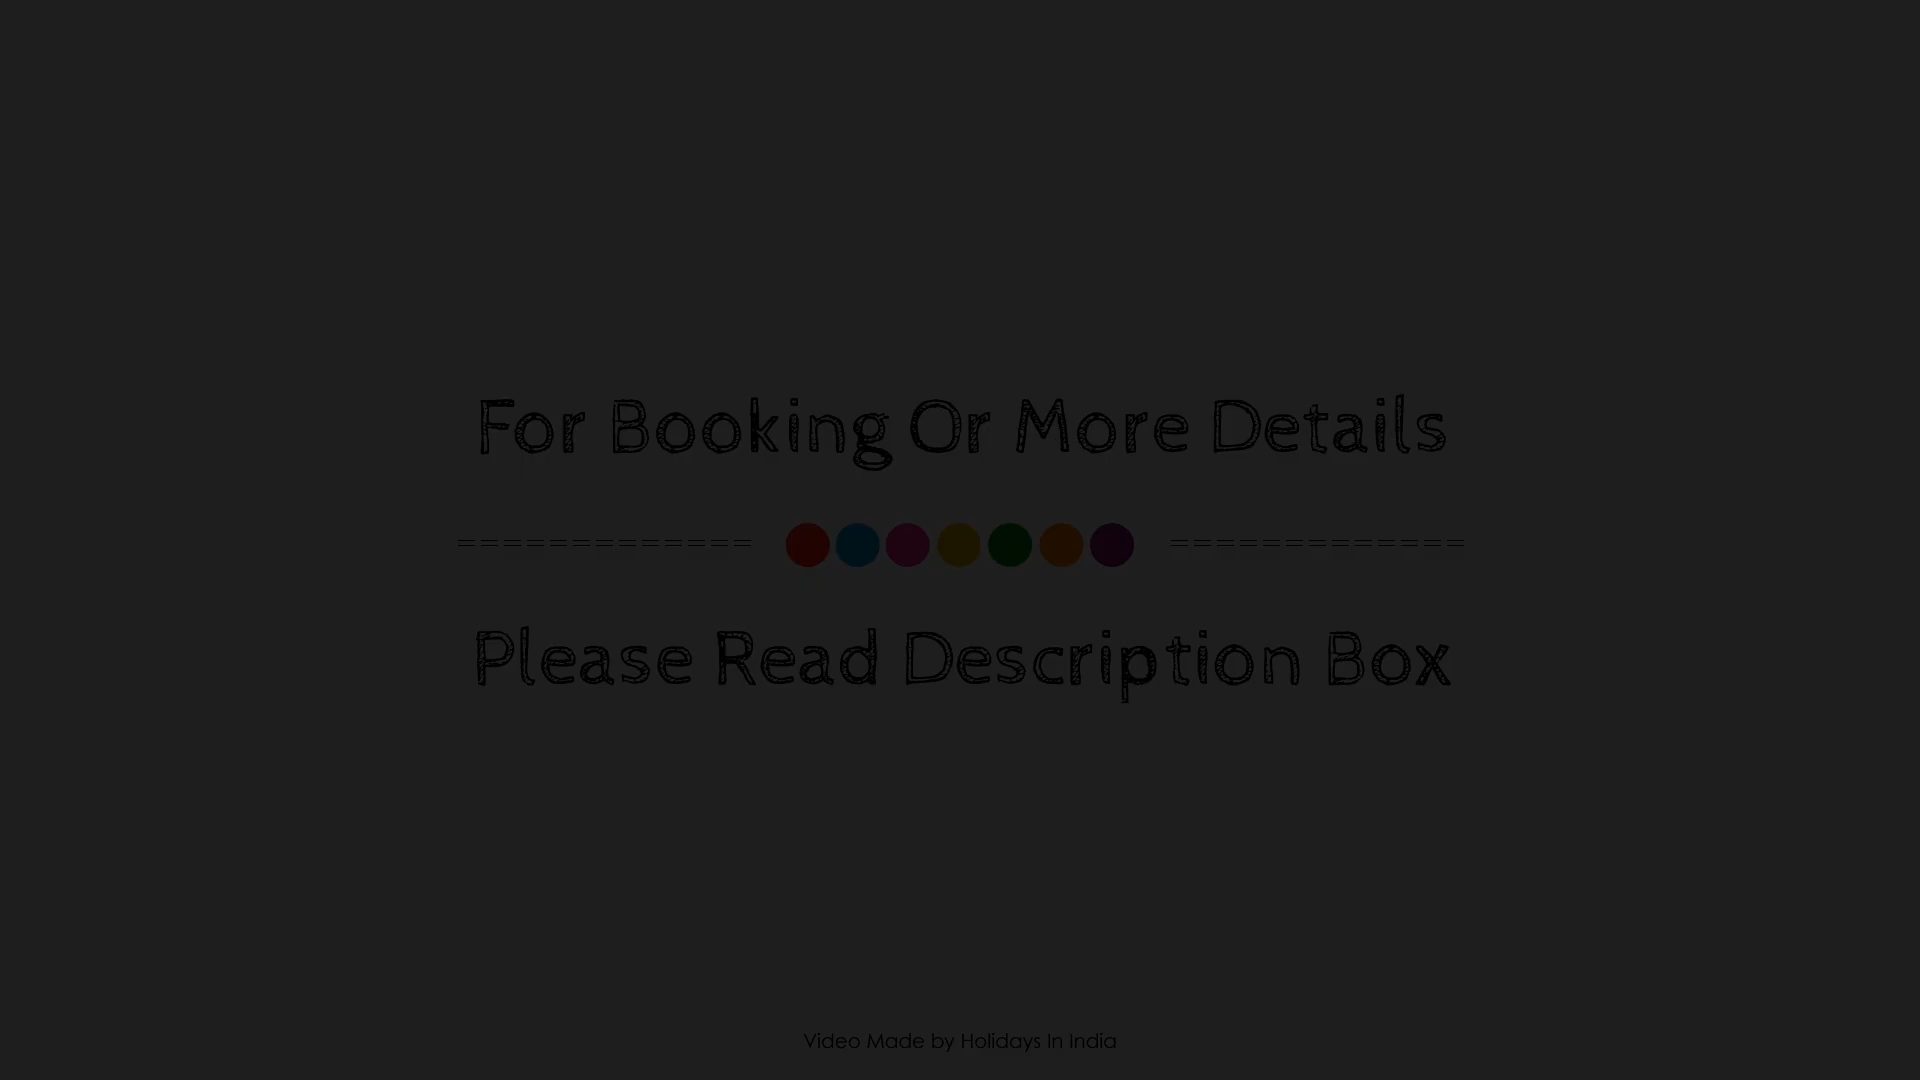 For Booking Or More Details
============= =============
Please Read Description Box
Video Made by Holidays In India